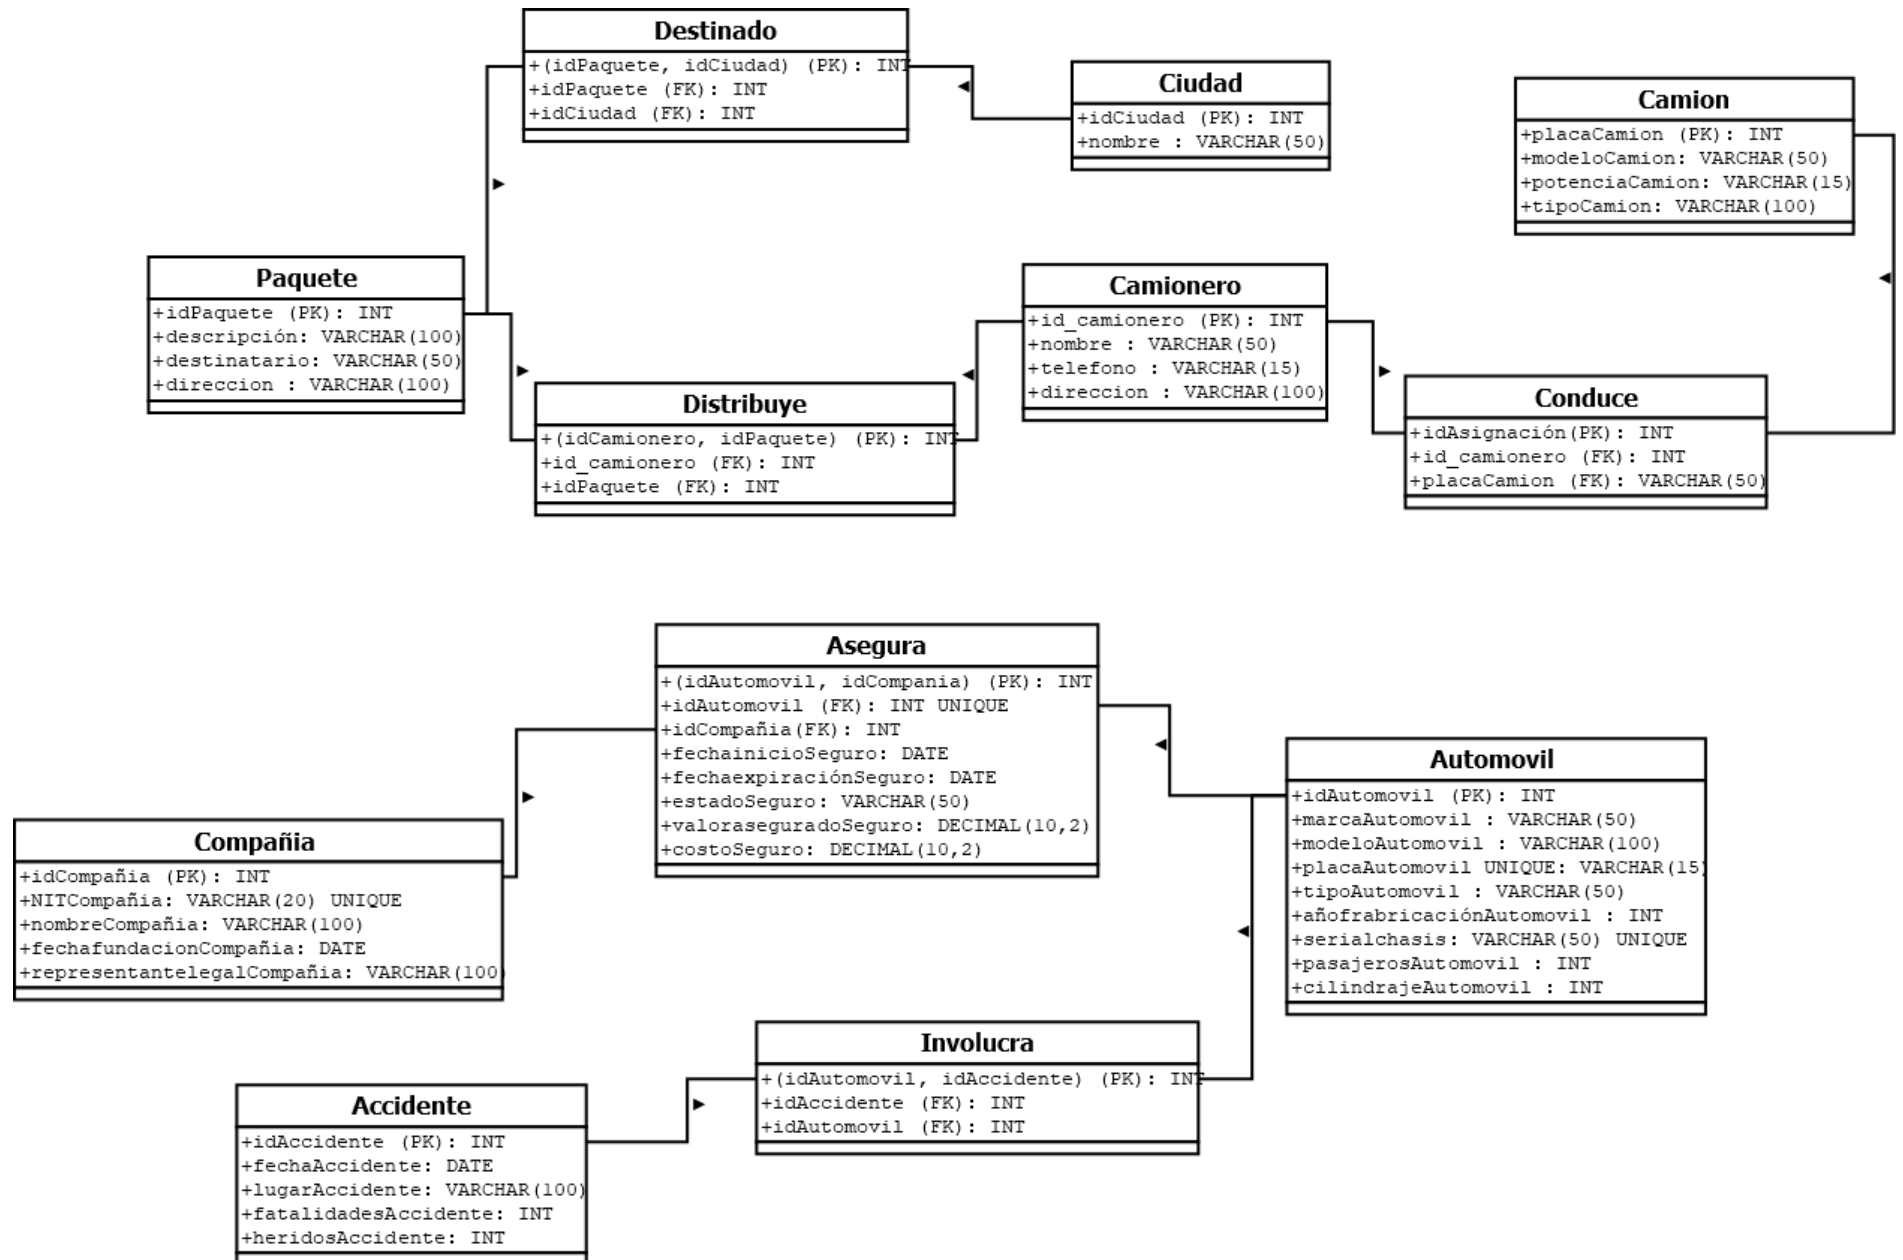 Destinado
+(idPaquete, idCiudad) (PK): INT
+idPaquete (FK): INT
+idCiudad (FK): INT
Ciudad
+idCiudad (PK): INT
+nombre : VARCHAR(50)
Camion
+placaCamion (PK): INT
+modeloCamion: VARCHAR(50)
+potenciaCamion: VARCHAR(15)
+tipoCamion: VARCHAR(100)
Paquete
+idPaquete (PK): INT
+descripción: VARCHAR(100)
+destinatario: VARCHAR(50)
+direccion : VARCHAR(100)
Distribuye
+(idCamionero, idPaquete) (PK): INT
+id_camionero (FK): INT
+idPaquete (FK): INT
Camionero
+id_camionero (PK): INT
+nombre : VARCHAR(50)
+telefono : VARCHAR(15)
+direccion : VARCHAR(100)
Conduce
+idAsignación(PK): INT
+id_camionero (FK): INT
+placaCamion (FK): VARCHAR(50)
Asegura
+(idAutomovil, idCompania) (PK): INT
+idAutomovil (FK): INT UNIQUE
+idCompañia(FK): INT
+fechainicioSeguro: DATE
+fechaexpiraciónSeguro: DATE
+estadoSeguro: VARCHAR(50)
+valoraseguradoSeguro: DECIMAL(10,2)
+costoSeguro: DECIMAL(10,2)
Automovil
+idAutomovil (PK): INT
+marcaAutomovil : VARCHAR(50)
+modeloAutomovil : VARCHAR(100)
+placaAutomovil UNIQUE: VARCHAR(15)
+tipoAutomovil : VARCHAR(50)
+añofrabricaciónAutomovil : INT
+serialchasis: VARCHAR(50) UNIQUE
+pasajerosAutomovil : INT
+cilindrajeAutomovil : INT
Compañia
+idCompañia (PK): INT
+NITCompañia: VARCHAR(20) UNIQUE
+nombreCompañia: VARCHAR(100)
+fechafundacionCompañia: DATE
+representantelegalCompañia: VARCHAR(100)
Involucra
+(idAutomovil, idAccidente) (PK): INT
+idAccidente (FK): INT
+idAutomovil (FK): INT
Accidente
+idAccidente (PK): INT
+fechaAccidente: DATE
+lugarAccidente: VARCHAR(100)
+fatalidadesAccidente: INT
+heridosAccidente: INT